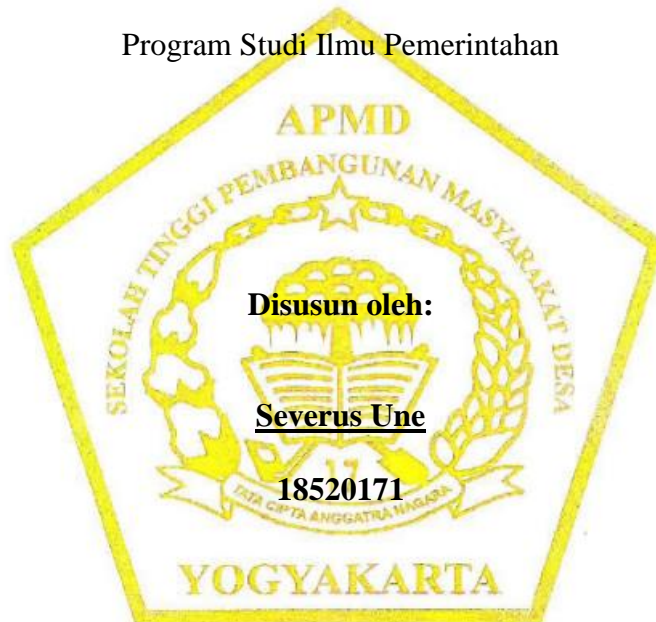 Program Studi Ilmu Pemerintahan
APMD
SEKOLAH TINGGI PEMBANGUNAN MASYARAKAT DESA
Disusun oleh:
Severus Une
17
18520171
TATA CIPTA ANGGATRA NAGARA
YOGYAKARTA